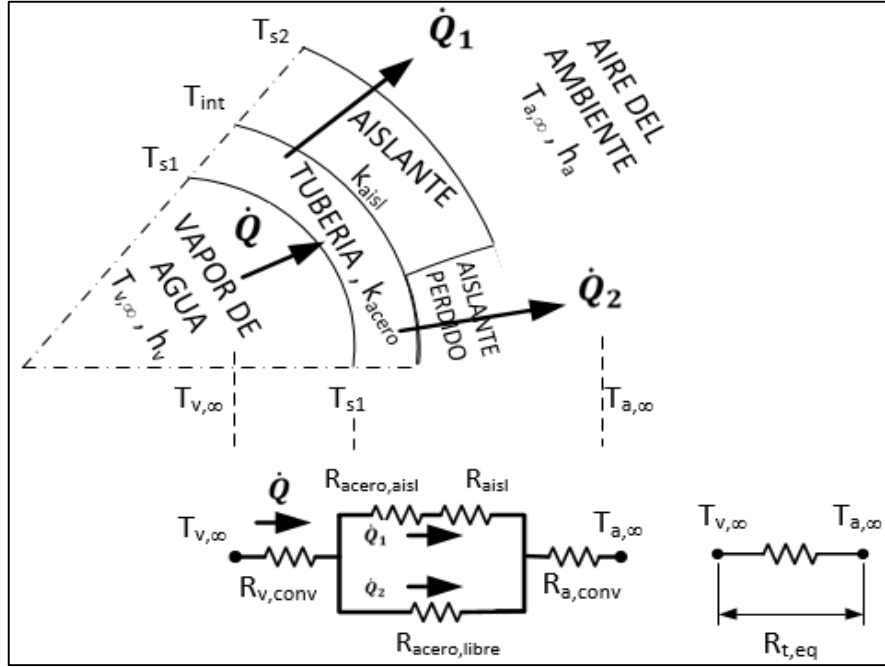 T_s2
Q̇_1
T_int
T_s1
AISLANTE
k_aisl
AIRE DEL
AMBIENTE
T_a,∞ , h_a
TUBERIA , k_acero
Q̇
VAPOR DE
AGUA
T_v,∞ , h_v
AISLANTE
PERDIDO
Q̇_2
T_v,∞
T_s1
T_a,∞
Q̇
R_acero,aisl
R_aisl
T_v,∞
Q̇_1
T_a,∞
R_v,conv
Q̇_2
R_a,conv
R_acero,libre
T_v,∞
T_a,∞
R_t,eq